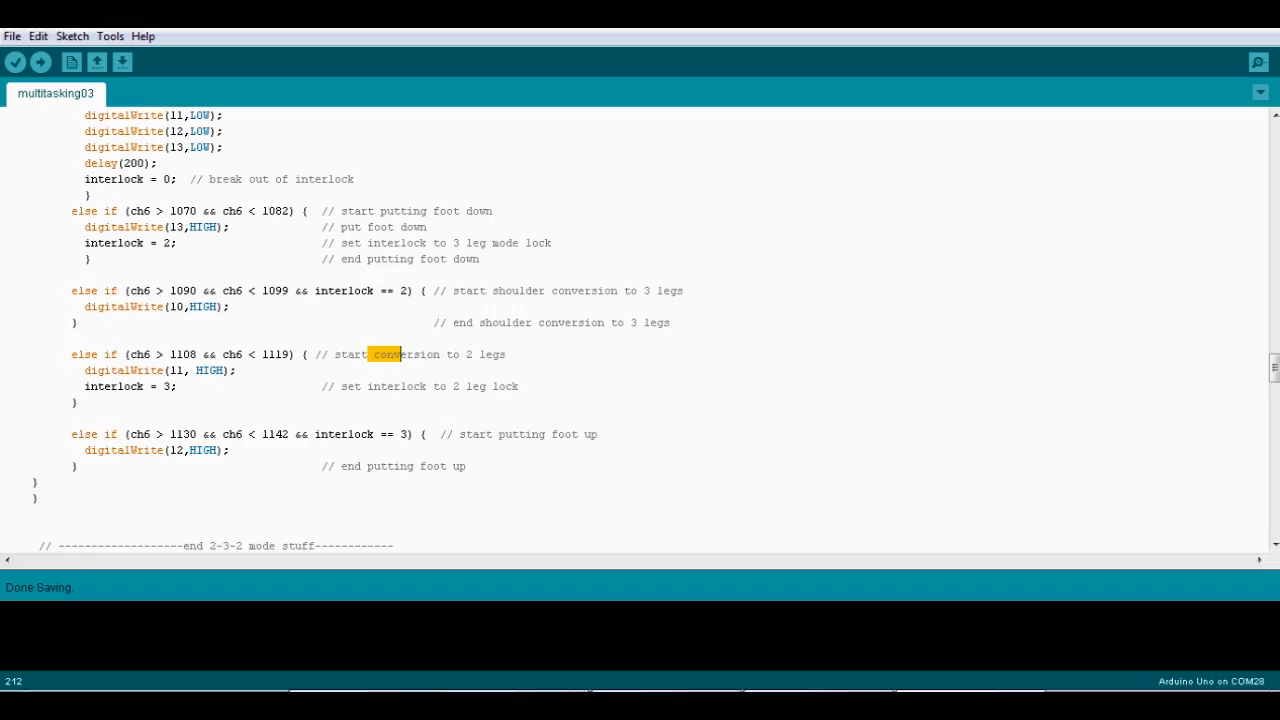 File Edit Sketch Tools Help
multitasking03
digitalWrite(11,LOW);
digitalWrite(12,LOW);
digitalWrite(13,LOW);
delay(200);
interlock = 0;  // break out of interlock
}
else if (ch6 > 1070 && ch6 < 1082) {  // start putting foot down
digitalWrite(13,HIGH);  // put foot down
interlock = 2;  // set interlock to 3 leg mode lock
}  // end putting foot down
else if (ch6 > 1090 && ch6 < 1099 && interlock == 2) { // start shoulder conversion to 3 legs
digitalWrite(10,HIGH);
}  // end shoulder conversion to 3 legs
else if (ch6 > 1108 && ch6 < 1119) { // start conversion to 2 legs
digitalWrite(11, HIGH);
interlock = 3;  // set interlock to 2 leg lock
}
else if (ch6 > 1130 && ch6 < 1142 && interlock == 3) {  // start putting foot up
digitalWrite(12,HIGH);
}  // end putting foot up
}
}
// -------------------end 2-3-2 mode stuff------------
Done Saving.
212 Arduino Uno on COM28